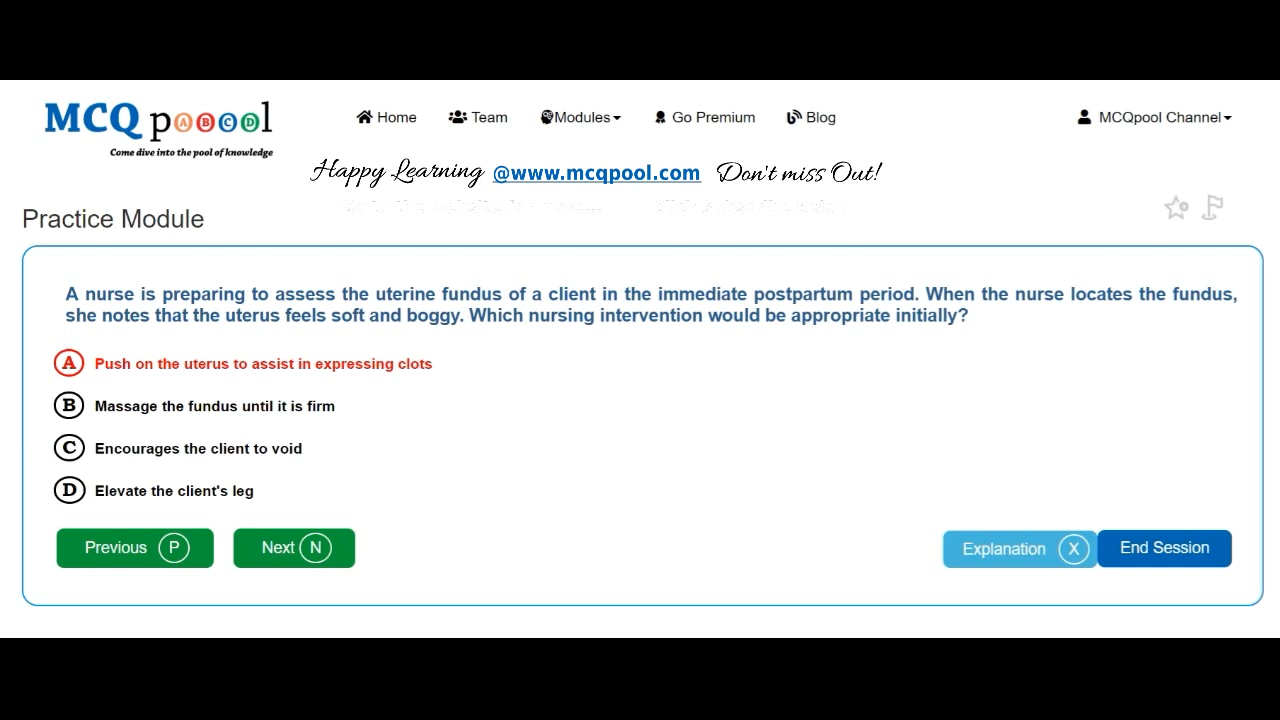 MCQ pooool
A B C D
Come dive into the pool of knowledge
Home Team Modules Go Premium Blog MCQpool Channel
Happy Learning @www.mcqpool.com Don't miss Out!
Practice Module
A nurse is preparing to assess the uterine fundus of a client in the immediate postpartum period. When the nurse locates the fundus,
she notes that the uterus feels soft and boggy. Which nursing intervention would be appropriate initially?
A Push on the uterus to assist in expressing clots
B Massage the fundus until it is firm
C Encourages the client to void
D Elevate the client's leg
Previous P Next N Explanation X End Session